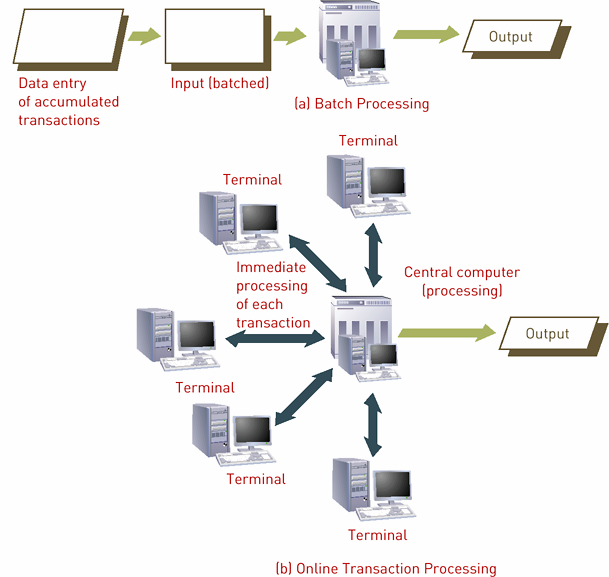 Data entry
of accumulated
transactions
Input (batched)
Output
(a) Batch Processing
Terminal
Terminal
Immediate
processing
of each
transaction
Central computer
(processing)
Output
Terminal
Terminal
Terminal
(b) Online Transaction Processing